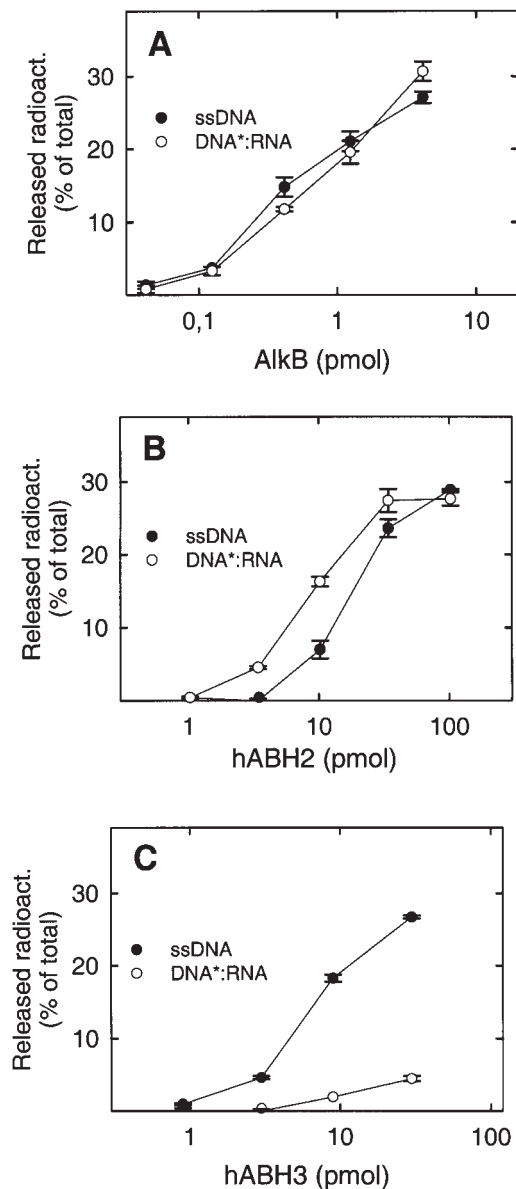 A
Released radioact.
(% of total)
30
20
10
ssDNA
DNA*:RNA
0,1
1
10
AlkB (pmol)
B
Released radioact.
(% of total)
30
20
10
ssDNA
DNA*:RNA
1
10
100
hABH2 (pmol)
C
Released radioact.
(% of total)
30
20
10
ssDNA
DNA*:RNA
1
10
100
hABH3 (pmol)